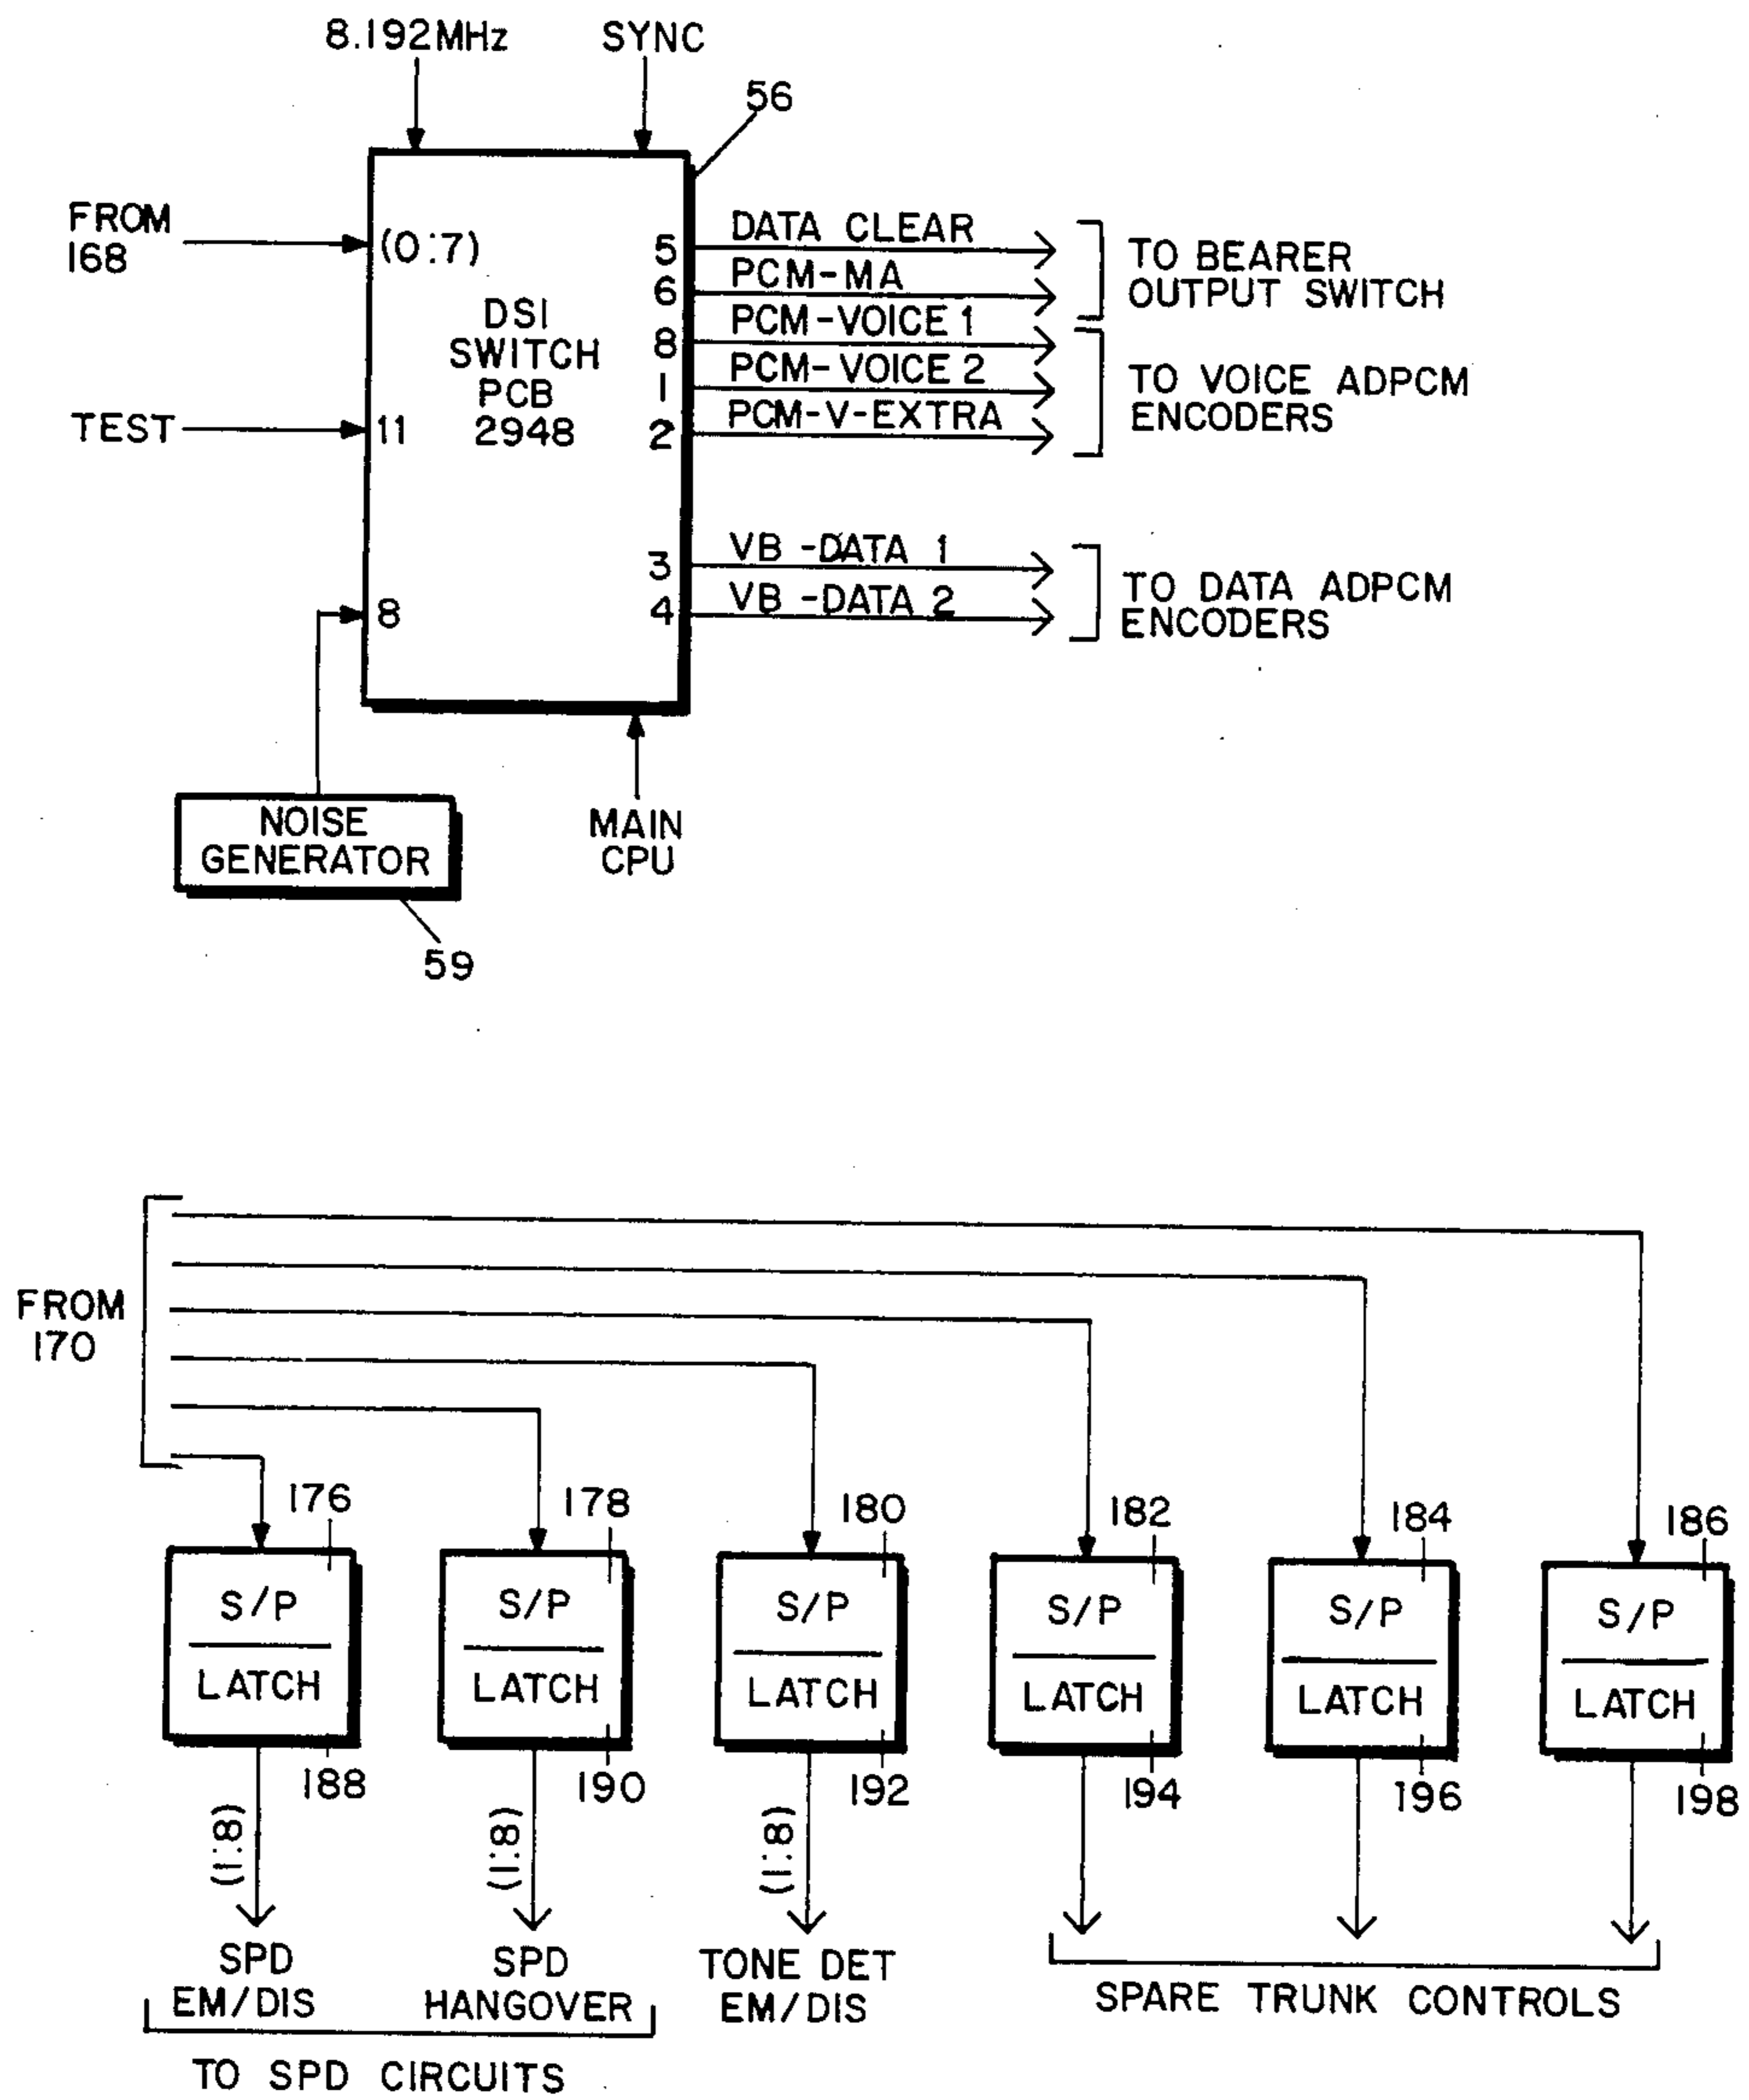 8.192MHz
SYNC
56
FROM
168
(0:7)
DSI
SWITCH
PCB
2948
TEST
11
8
5
DATA CLEAR
6
PCM-MA
8
PCM-VOICE 1
1
PCM-VOICE 2
2
PCM-V-EXTRA
3
VB -DATA 1
4
VB -DATA 2
TO BEARER
OUTPUT SWITCH
TO VOICE ADPCM
ENCODERS
TO DATA ADPCM
ENCODERS
NOISE
GENERATOR
59
MAIN
CPU
FROM
170
176
178
180
182
184
186
S/P
LATCH
S/P
LATCH
S/P
LATCH
S/P
LATCH
S/P
LATCH
S/P
LATCH
188
190
192
194
196
198
(1:8)
(1:8)
(1:8)
SPD
EM/DIS
SPD
HANGOVER
TONE DET
EM/DIS
SPARE TRUNK CONTROLS
TO SPD CIRCUITS